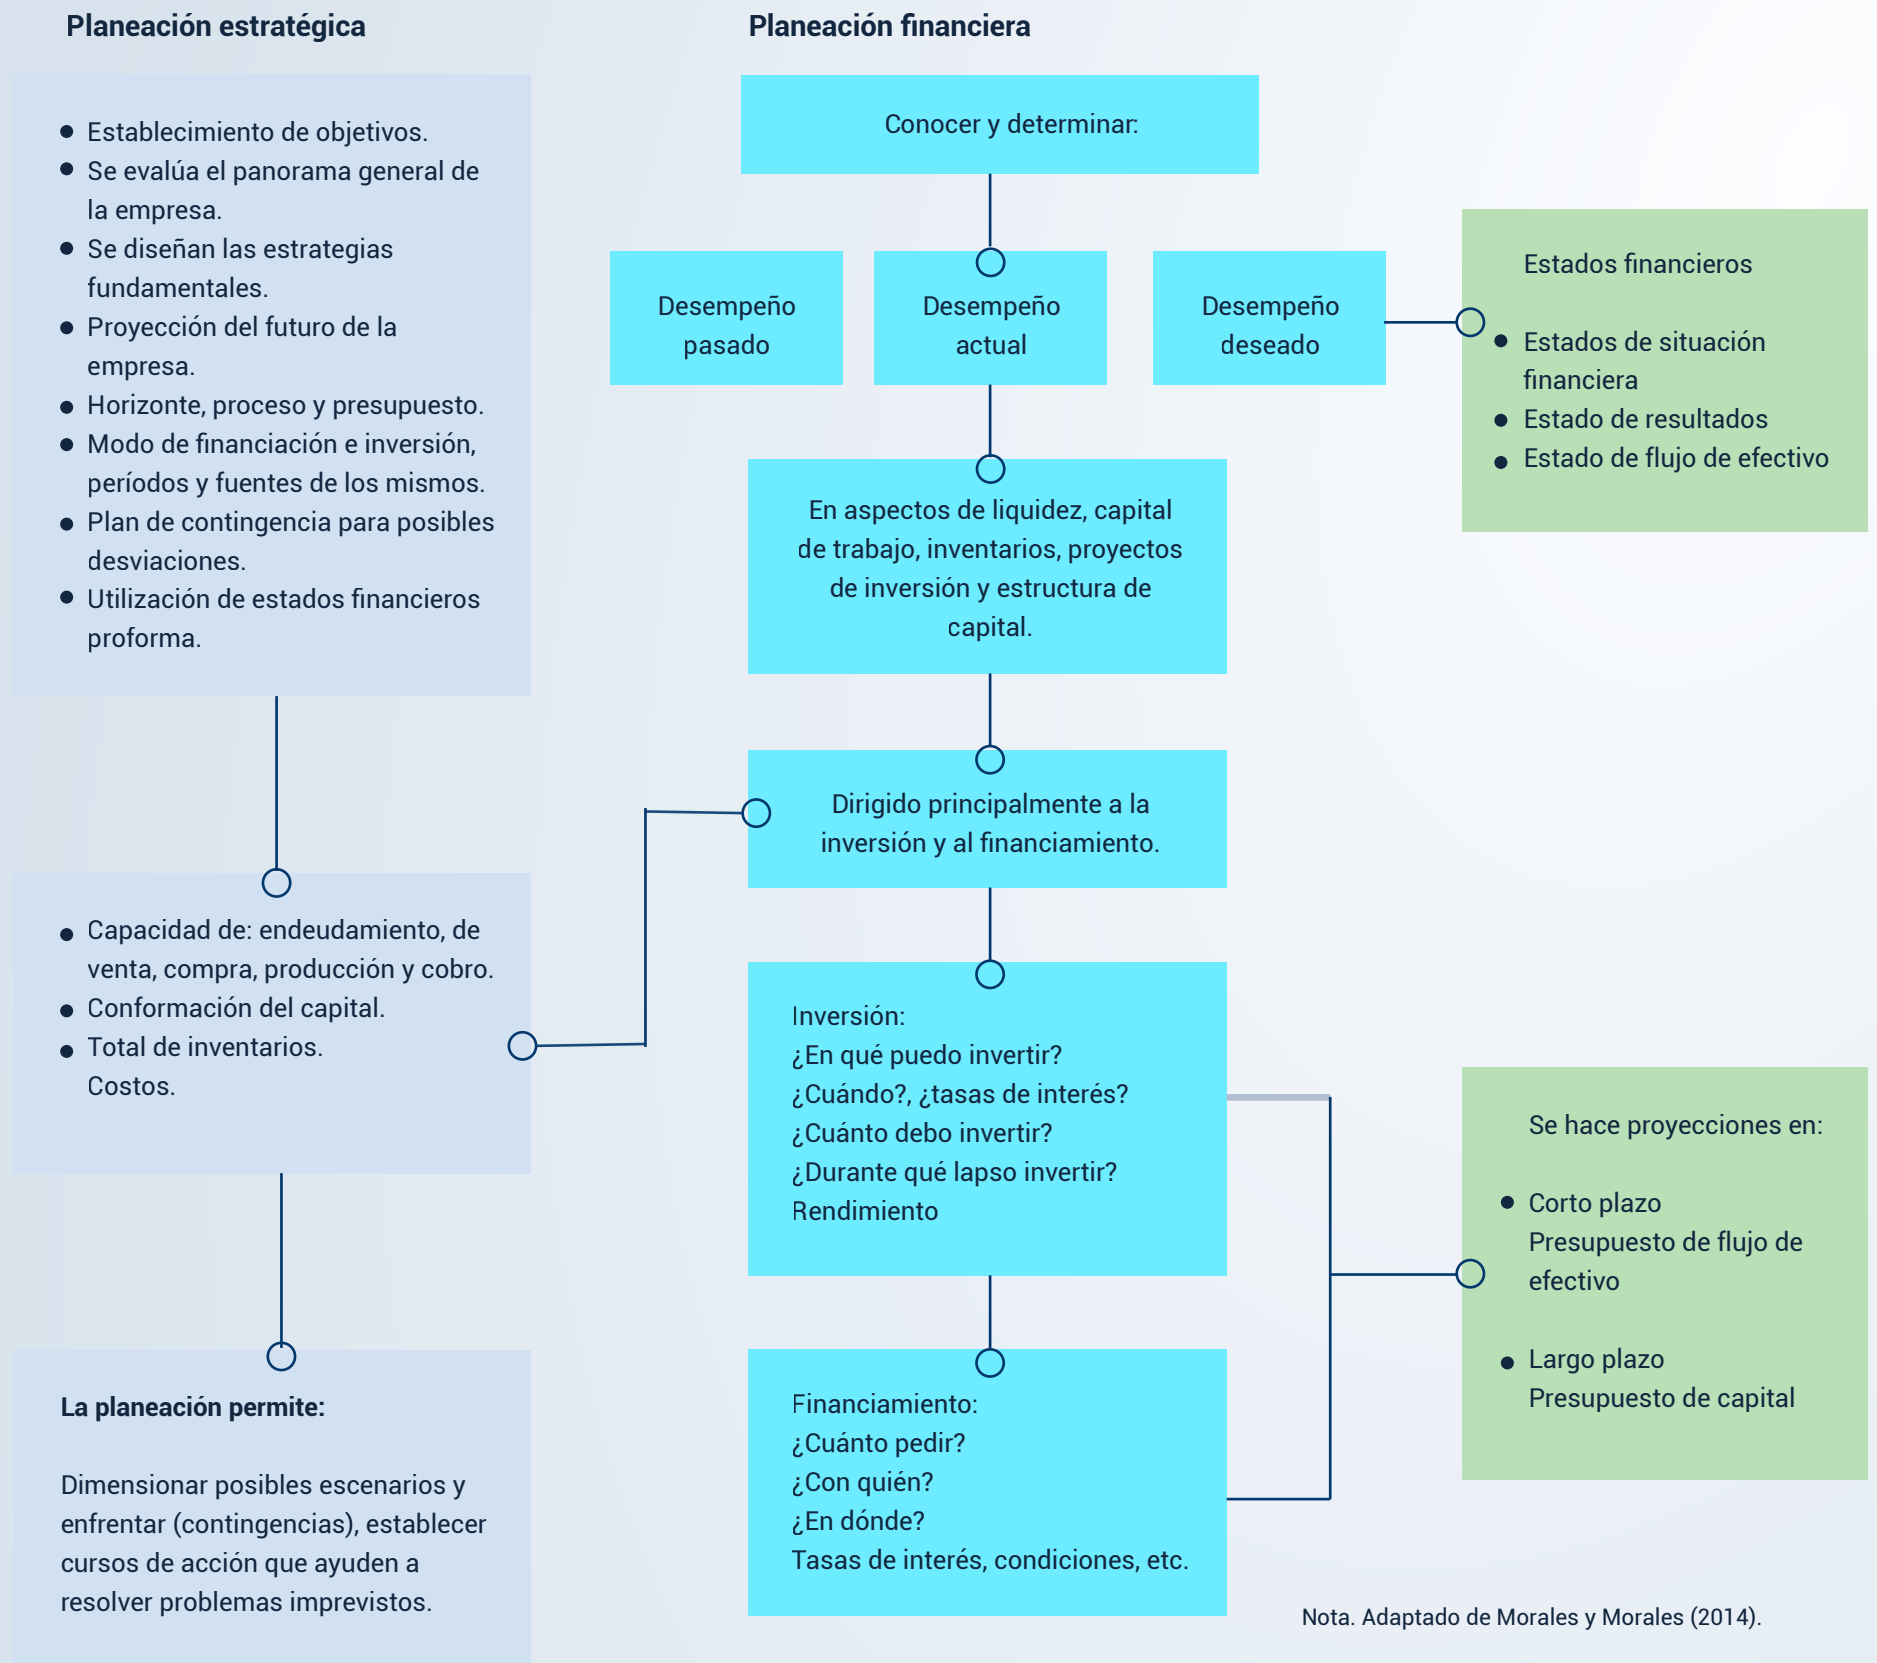 Planeación estratégica
Establecimiento de objetivos.
Se evalúa el panorama general de
la empresa.
Se diseñan las estrategias
fundamentales.
Proyección del futuro de la
empresa.
Horizonte, proceso y presupuesto.
Modo de financiación e inversión,
períodos y fuentes de los mismos.
Plan de contingencia para posibles
desviaciones.
Utilización de estados financieros
proforma.
Capacidad de: endeudamiento, de
venta, compra, producción y cobro.
Conformación del capital.
Total de inventarios.
Costos.
La planeación permite:
Dimensionar posibles escenarios y
enfrentar (contingencias), establecer
cursos de acción que ayuden a
resolver problemas imprevistos.
Planeación financiera
Conocer y determinar:
Desempeño
pasado
Desempeño
actual
Desempeño
deseado
Estados financieros
Estados de situación
financiera
Estado de resultados
Estado de flujo de efectivo
En aspectos de liquidez, capital
de trabajo, inventarios, proyectos
de inversión y estructura de
capital.
Dirigido principalmente a la
inversión y al financiamiento.
Inversión:
¿En qué puedo invertir?
¿Cuándo?, ¿tasas de interés?
¿Cuánto debo invertir?
¿Durante qué lapso invertir?
Rendimiento
Financiamiento:
¿Cuánto pedir?
¿Con quién?
¿En dónde?
Tasas de interés, condiciones, etc.
Se hace proyecciones en:
Corto plazo
Presupuesto de flujo de
efectivo
Largo plazo
Presupuesto de capital
Nota. Adaptado de Morales y Morales (2014).